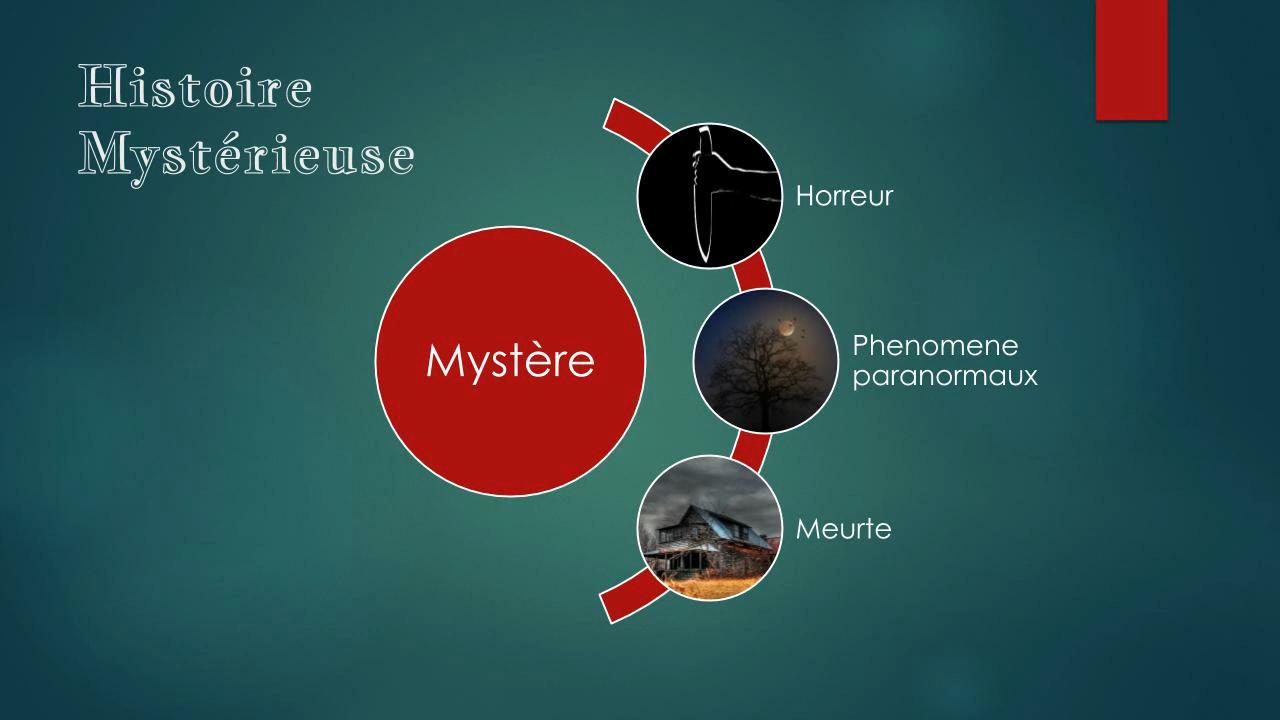 Histoire
Mystérieuse
Mystère
Horreur
Phenomene
paranormaux
Meurte